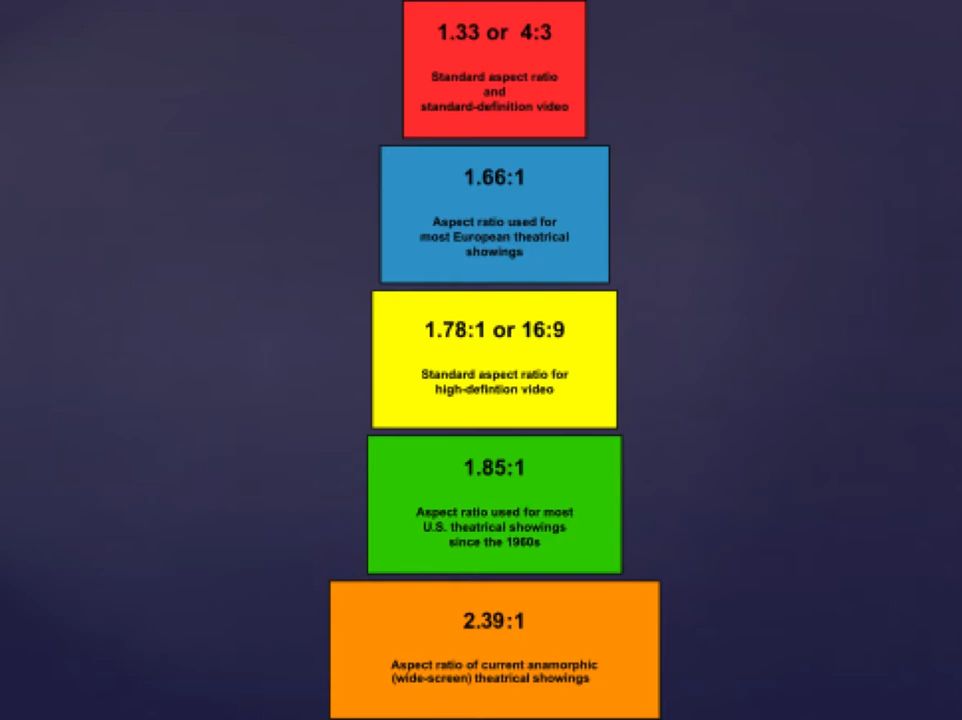 1.33 or 4:3
Standard aspect ratio
and
standard-definition video
1.66:1
Aspect ratio used for
most European theatrical
showings
1.78:1 or 16:9
Standard aspect ratio for
high-defintion video
1.85:1
Aspect ratio used for most
U.S. theatrical showings
since the 1960s
2.39:1
Aspect ratio of current anamorphic
(wide-screen) theatrical showings